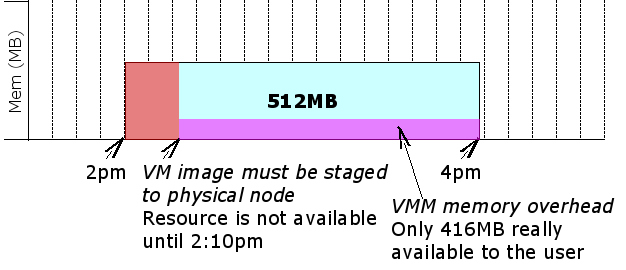 Mem (MB)
512MB
2pm
4pm
VM image must be staged
to physical node
Resource is not available
until 2:10pm
VMM memory overhead
Only 416MB really
available to the user